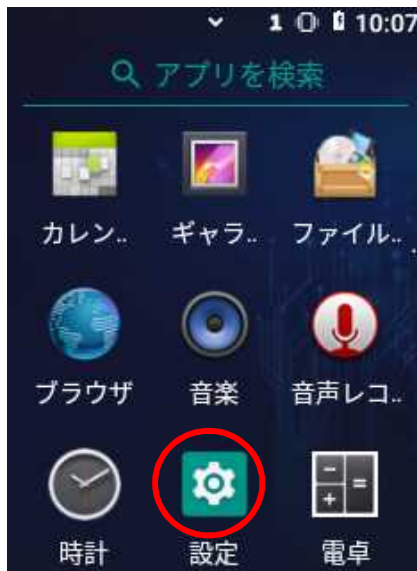 1 10:07
アプリを検索
カレン.. ギャラ.. ファイル..
ブラウザ 音楽 音声レコ..
時計 設定 電卓